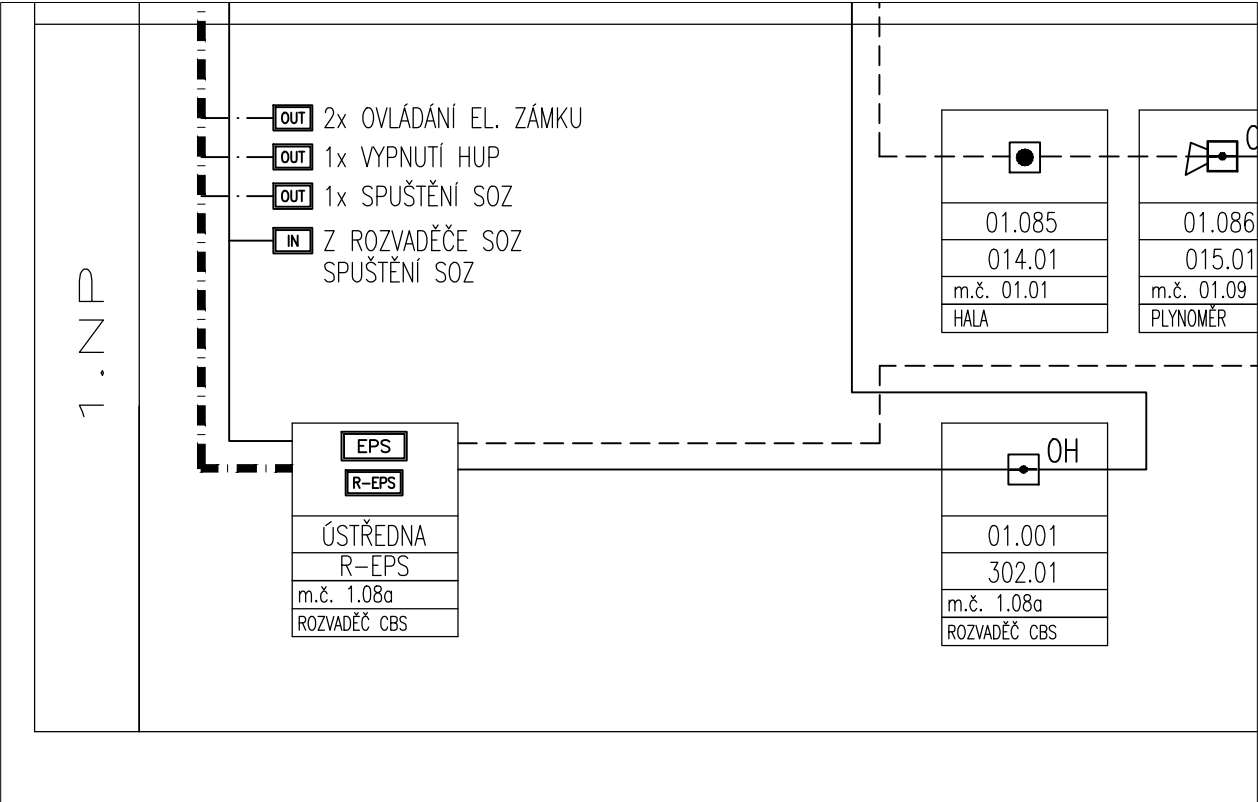 1.NP
OUT 2x OVLÁDÁNÍ EL. ZÁMKU
OUT 1x VYPNUTÍ HUP
OUT 1x SPUŠTĚNÍ SOZ
IN Z ROZVADĚČE SOZ
SPUŠTĚNÍ SOZ
01.085
014.01
m.č. 01.01
HALA
01.086
015.01
m.č. 01.09
PLYNOMĚR
EPS
R-EPS
ÚSTŘEDNA
R-EPS
m.č. 1.08a
ROZVADĚČ CBS
OH
01.001
302.01
m.č. 1.08a
ROZVADĚČ CBS